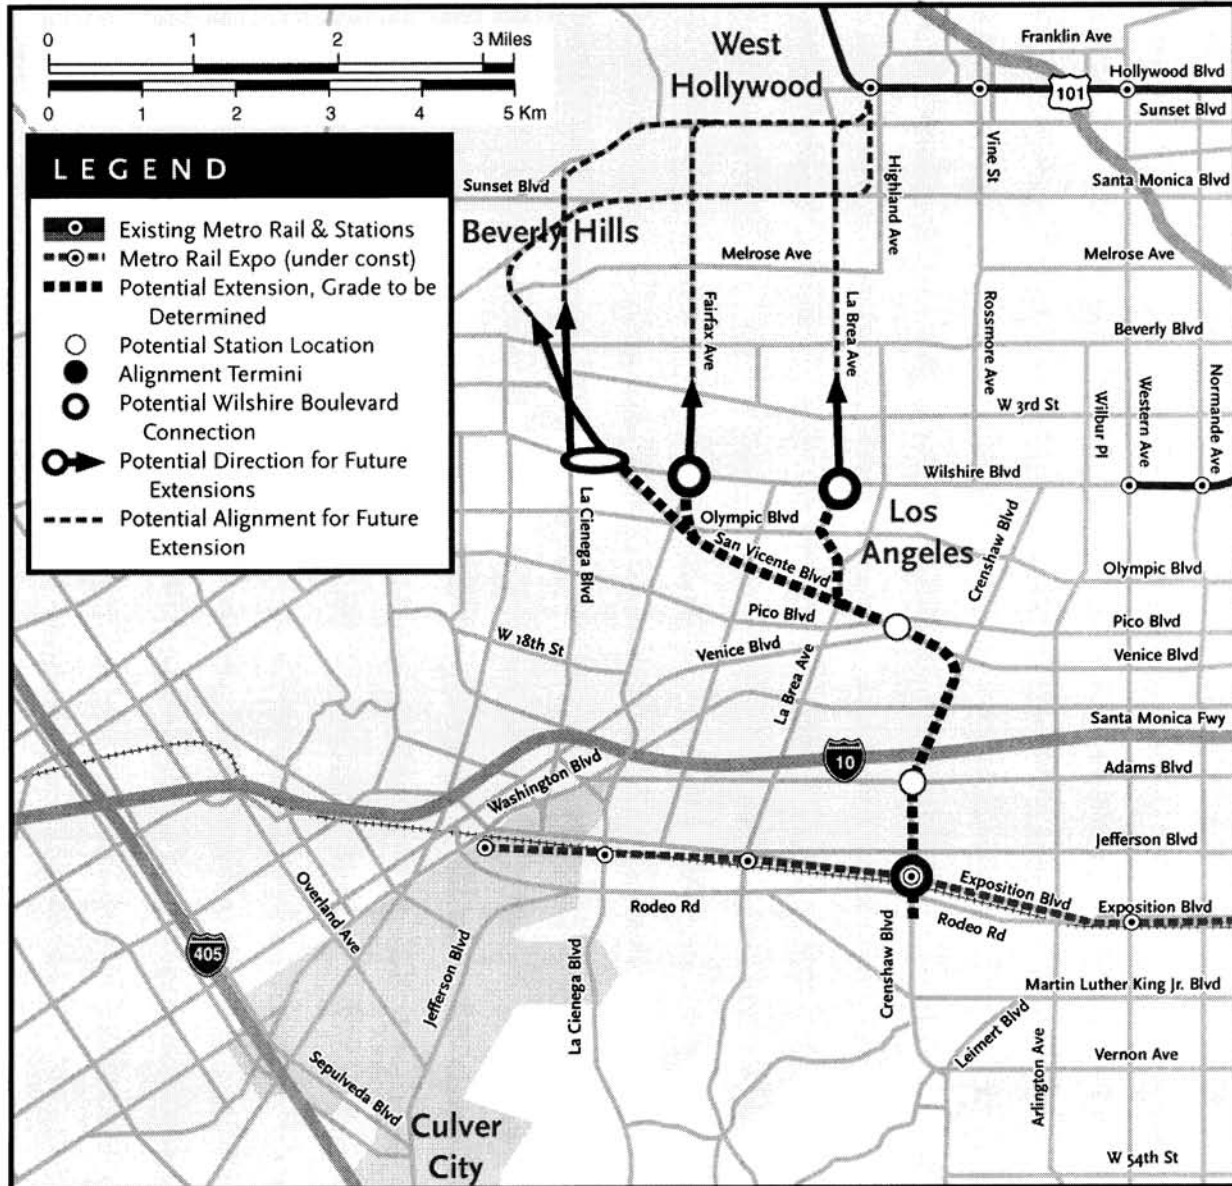 0 1 2 3 Miles
0 1 2 3 4 5 Km
LEGEND
Existing Metro Rail & Stations
Metro Rail Expo (under const)
Potential Extension, Grade to be
Determined
Potential Station Location
Alignment Termini
Potential Wilshire Boulevard
Connection
Potential Direction for Future
Extensions
Potential Alignment for Future
Extension
West
Hollywood
Franklin Ave
Hollywood Blvd
101
Sunset Blvd
Vine St
Highland Ave
Santa Monica Blvd
Sunset Blvd
Beverly Hills
Melrose Ave
Melrose Ave
Fairfax Ave
La Brea Ave
Rossmore Ave
Beverly Blvd
W 3rd St
Wilbur Pl
Western Ave
Normande Ave
Wilshire Blvd
La Cienega Blvd
Olympic Blvd
San Vicente Blvd
Los
Angeles
Crenshaw Blvd
Olympic Blvd
Pico Blvd
Pico Blvd
W 18th St
Venice Blvd
Venice Blvd
La Brea Ave
Santa Monica Fwy
10
Washington Blvd
Adams Blvd
Jefferson Blvd
Exposition Blvd
Exposition Blvd
Rodeo Rd
Rodeo Rd
Overland Ave
405
Jefferson Blvd
La Cienega Blvd
Crenshaw Blvd
Martin Luther King Jr. Blvd
Leimert Blvd
Arlington Ave
Vernon Ave
Sepulveda Blvd
Culver
City
W 54th St